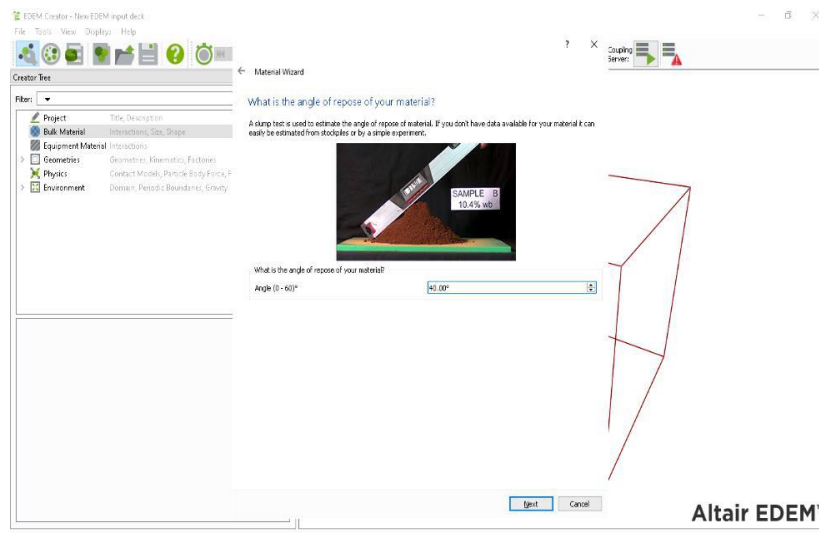 EDEM Creator - New EDEM input deck
File Tools View Displays Help
Coupling
Server:
Creator Tree
Filter:
Project Title, Description
Bulk Material Interactions, Size, Shape
Equipment Material Interactions
Geometries Geometries, Kinematics, Factories
Physics Contact Models, Particle Body Force, F
Environment Domain, Periodic Boundaries, Gravity
? X
Material Wizard
What is the angle of repose of your material?
A slump test is used to estimate the angle of repose of material. If you don't have data available for your material it can
easily be estimated from stockpiles or by a simple experiment.
SAMPLE B
10.4% wb
What is the angle of repose of your material?
Angle (0 - 60)° 40.00°
Next Cancel
Altair EDEM